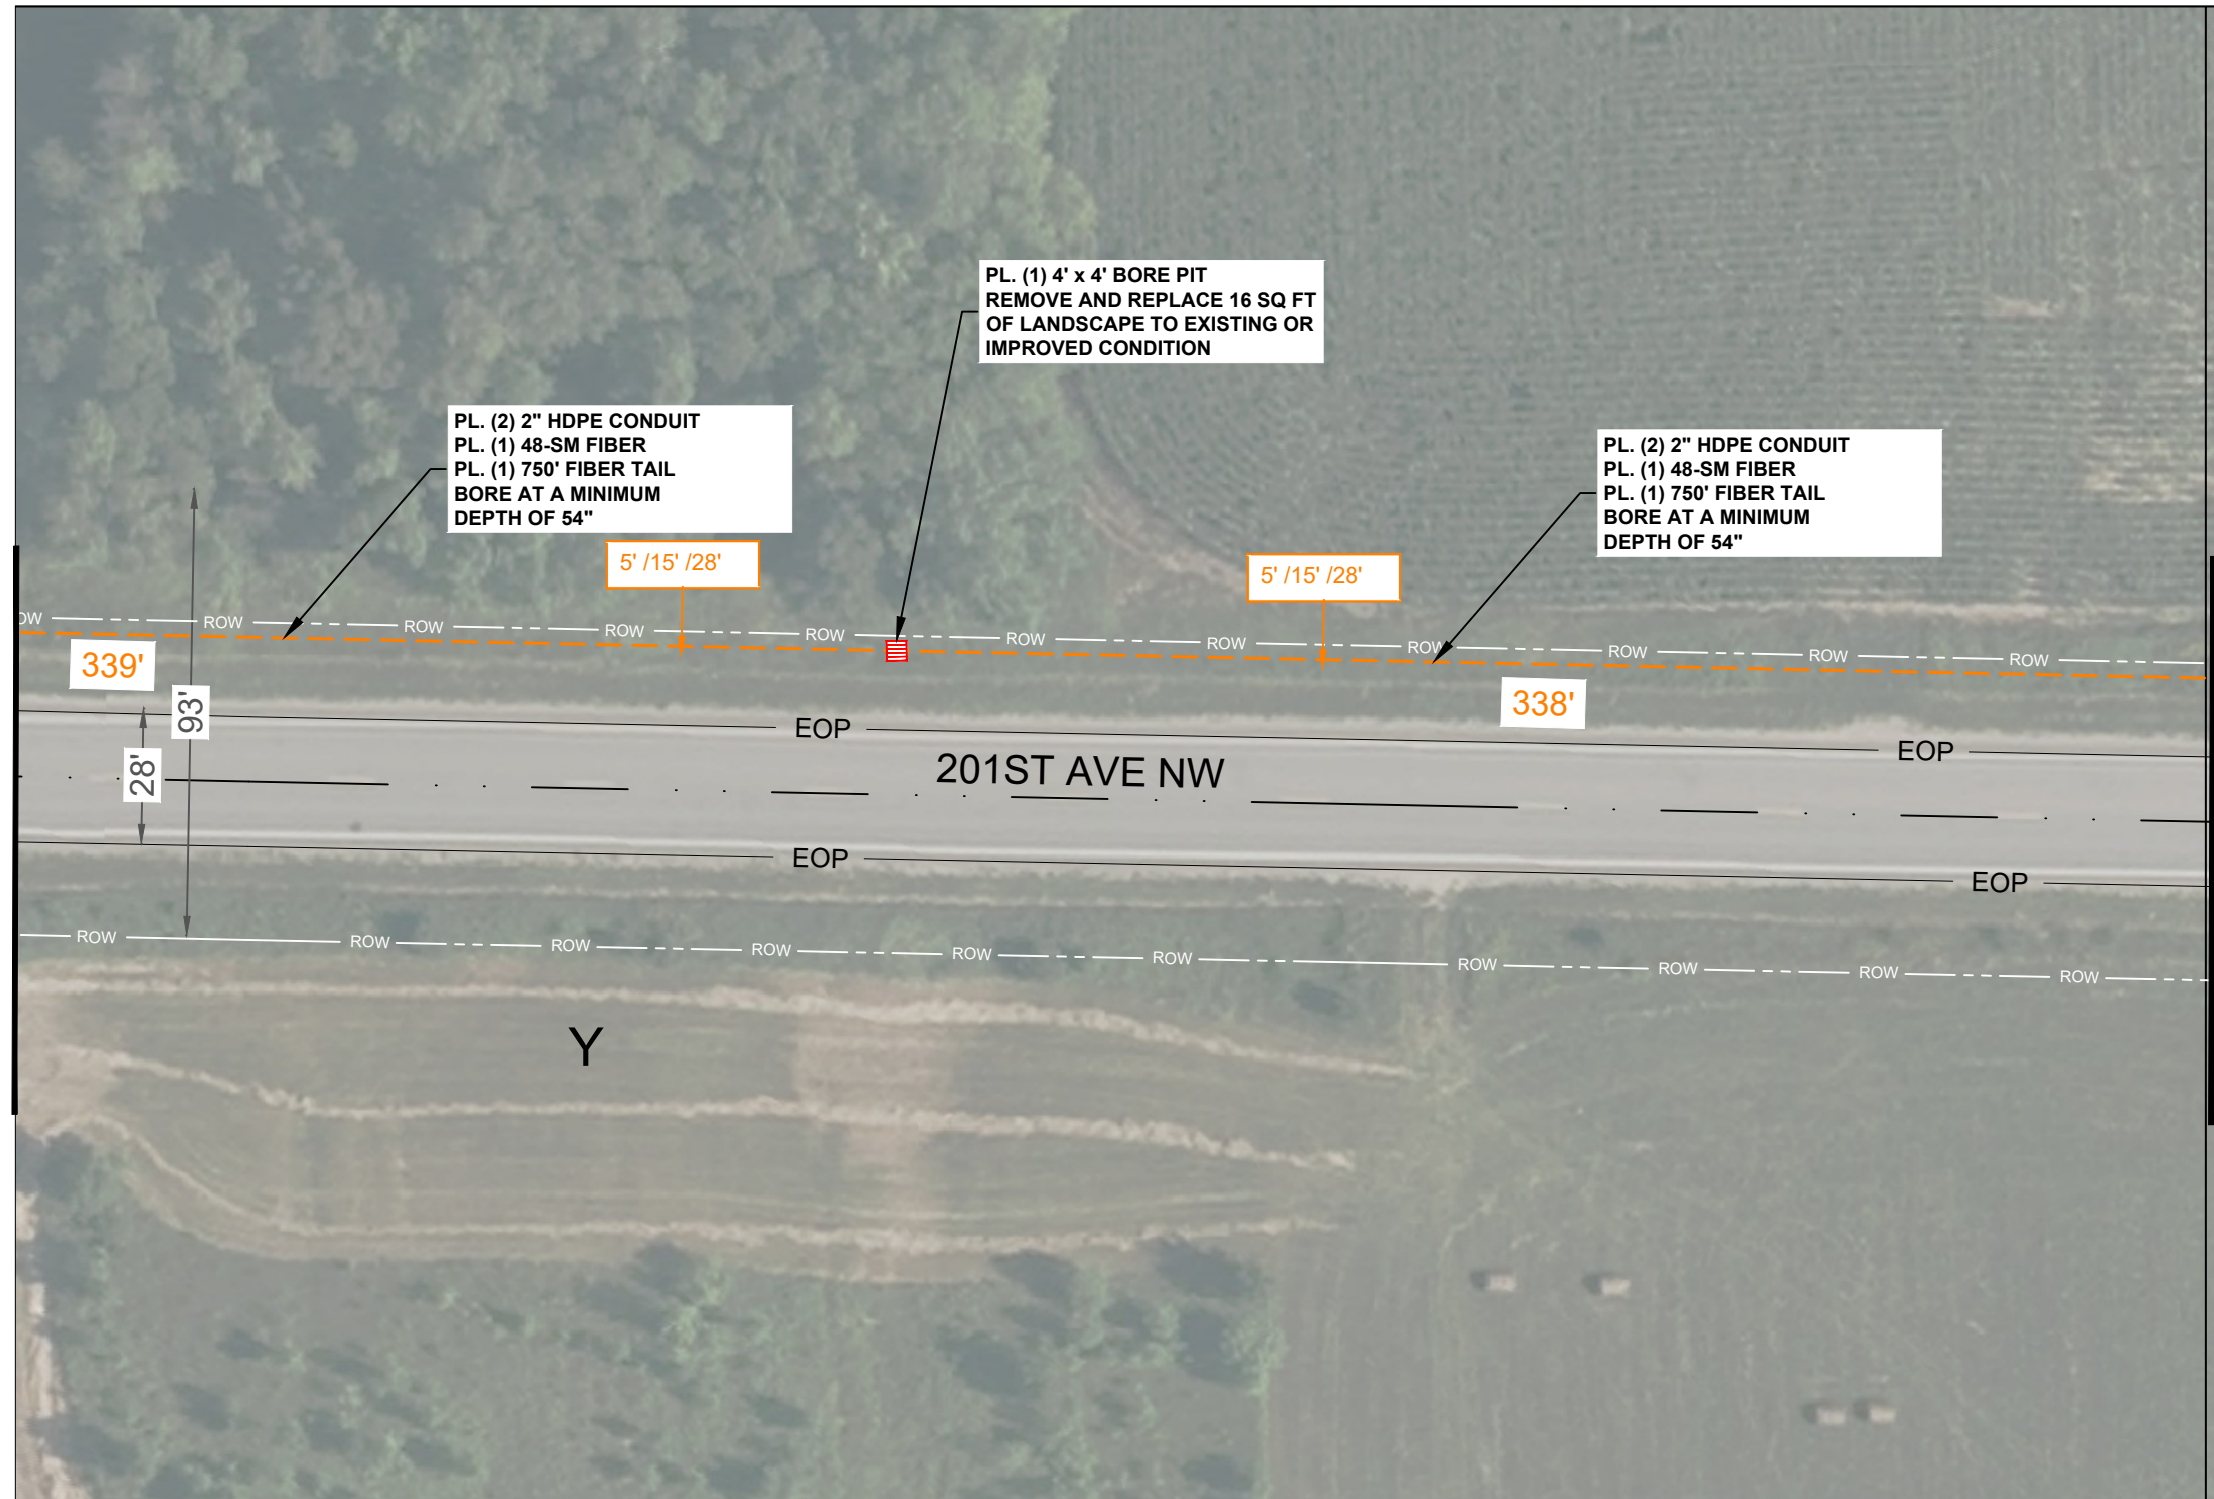 PL. (1) 4' x 4' BORE PIT
REMOVE AND REPLACE 16 SQ FT
OF LANDSCAPE TO EXISTING OR
IMPROVED CONDITION
PL. (2) 2" HDPE CONDUIT
PL. (1) 48-SM FIBER
PL. (1) 750' FIBER TAIL
BORE AT A MINIMUM
DEPTH OF 54"
PL. (2) 2" HDPE CONDUIT
PL. (1) 48-SM FIBER
PL. (1) 750' FIBER TAIL
BORE AT A MINIMUM
DEPTH OF 54"
5' /15' /28'
5' /15' /28'
OW ROW ROW ROW ROW ROW ROW ROW ROW ROW ROW
339'
338'
93'
28'
EOP
EOP
201ST AVE NW
EOP
EOP
ROW ROW ROW ROW ROW ROW ROW ROW ROW ROW
Y